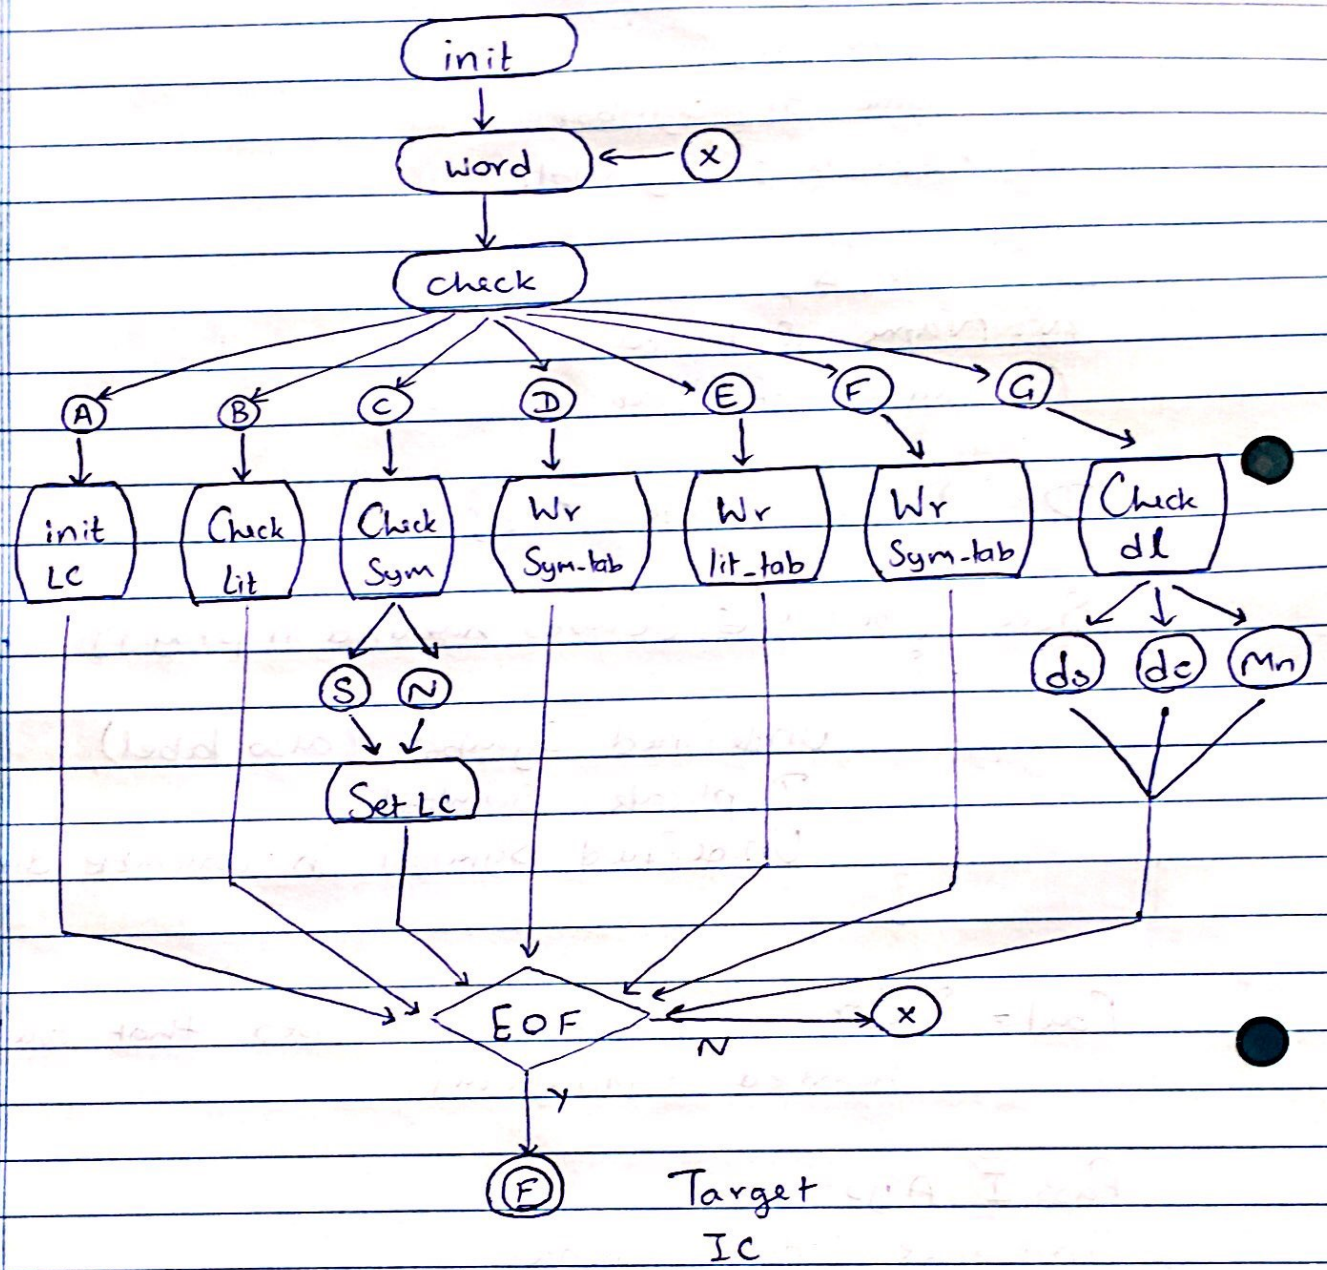 init
word
X
check
A
B
C
D
E
F
G
init
LC
Check
Lit
Check
Sym
Wr
Sym-tab
Wr
lit_tab
Wr
Sym-tab
Check
dl
S
N
ds
dc
Mn
Set LC
EOF
X
N
Y
F
Target
IC